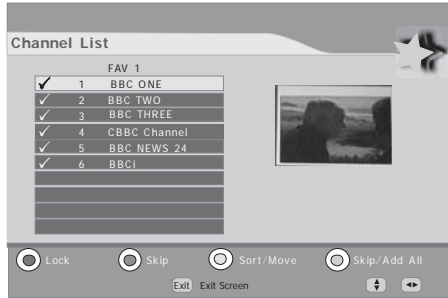 Channel List
FAV 1
1 BBC ONE
2 BBC TWO
3 BBC THREE
4 CBBC Channel
5 BBC NEWS 24
6 BBCi
Lock Skip Sort/Move Skip/Add All
Exit Exit Screen